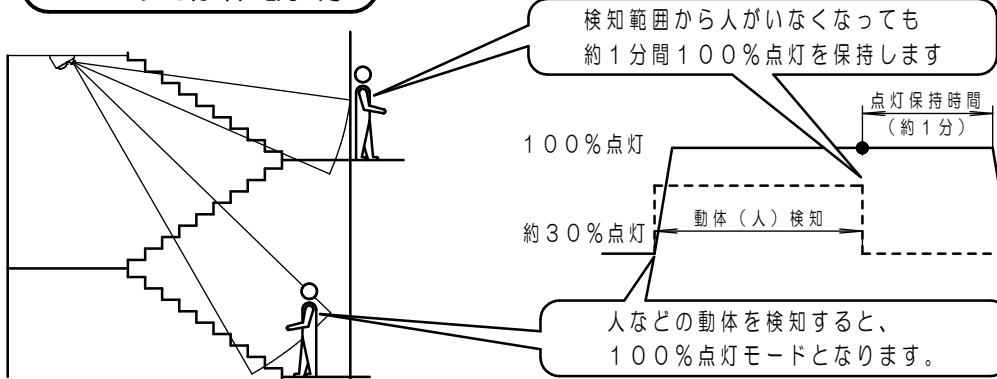 検知範囲から人がいなくなっても
約1分間100%点灯を保持します
点灯保持時間
(約1分)
100%点灯
動体(人)検知
約30%点灯
人などの動体を検知すると、
100%点灯モードとなります。